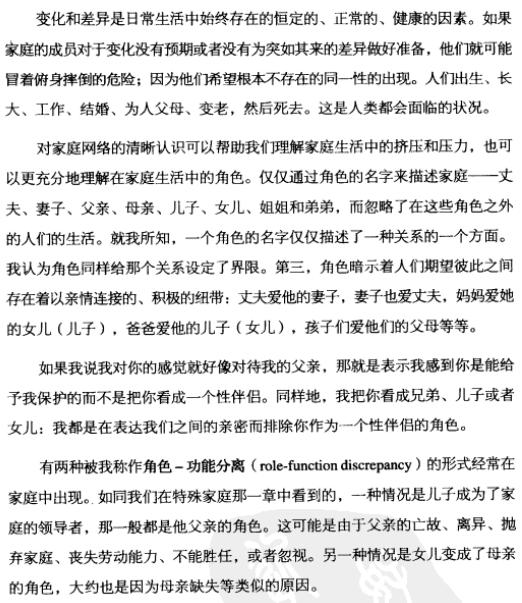 变化和差异是日常生活中始终存在的恒定的、正常的、健康的因素。如果
家庭的成员对于变化没有预期或者没有为突如其来的差异做好准备，他们就可能
冒着俯身摔倒的危险；因为他们希望根本不存在的同一性的出现。人们出生、长
大、工作、结婚、为人父母、变老，然后死去。这是人类都会面临的状况。
对家庭网络的清晰认识可以帮助我们理解家庭生活中的挤压和压力，也可
以更充分地理解在家庭生活中的角色。仅仅通过角色的名字来描述家庭——丈
夫、妻子、父亲、母亲、儿子、女儿、姐姐和弟弟，而忽略了在这些角色之外
的人们的生活。就我所知，一个角色的名字仅仅描述了一种关系的一个方面。
我认为角色同样给那个关系设定了界限。第三，角色暗示着人们期望彼此之间
存在着以亲情连接的、积极的纽带：丈夫爱他的妻子，妻子也爱丈夫，妈妈爱她
的女儿（儿子），爸爸爱他的儿子（女儿），孩子们爱他们的父母等等。
如果我说我对你的感觉就好像对待我的父亲，那就是表示我感到你是能给
予我保护的而不是把你看成一个性伴侣。同样地，我把你看成兄弟、儿子或者
女儿：我都是在表达我们之间的亲密而排除你作为一个性伴侣的角色。
有两种被我称作角色－功能分离（role-function discrepancy）的形式经常在
家庭中出现。如同我们在特殊家庭那一章中看到的，一种情况是儿子成为了家
庭的领导者，那一般都是他父亲的角色。这可能是由于父亲的亡故、离异、抛
弃家庭、丧失劳动能力、不能胜任，或者忽视。另一种情况是女儿变成了母亲
的角色，大约也是因为母亲缺失等类似的原因。